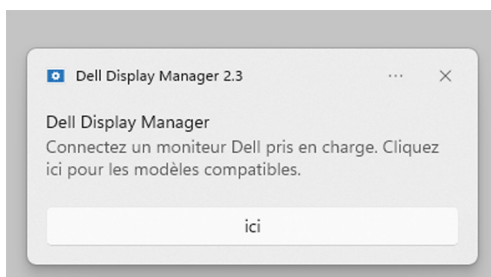 Dell Display Manager 2.3
Dell Display Manager
Connectez un moniteur Dell pris en charge. Cliquez
ici pour les modèles compatibles.
ici